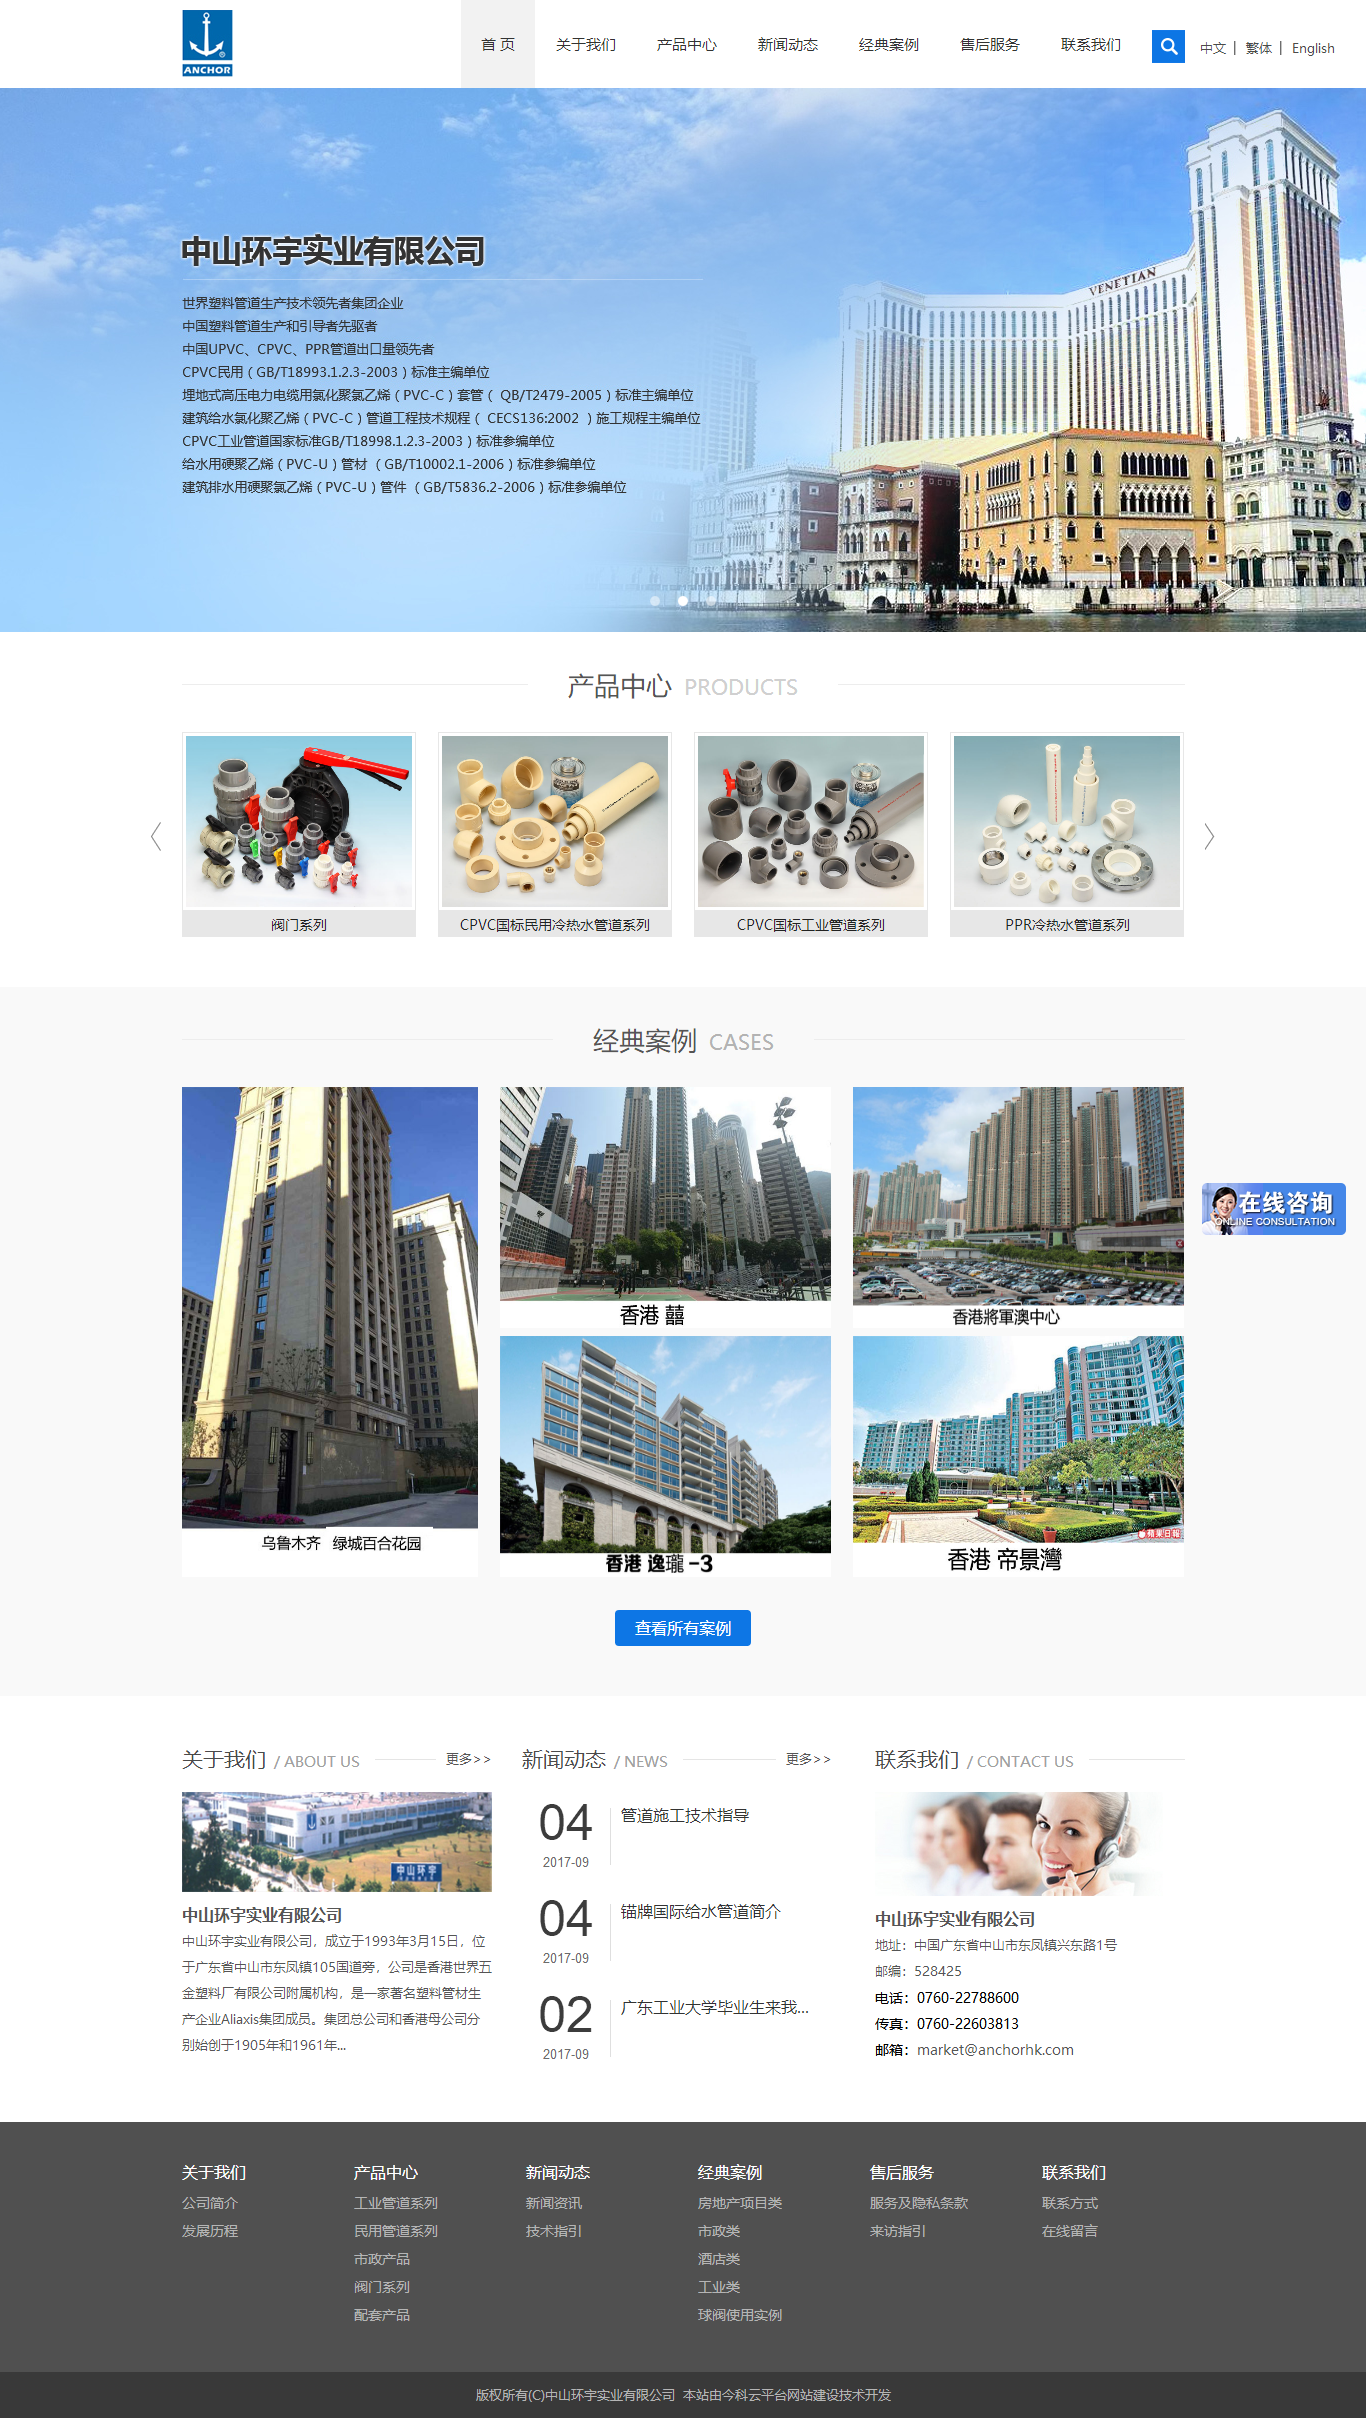 ANCHOR
首 页
关于我们
产品中心
新闻动态
经典案例
售后服务
联系我们
中文 | 繁体 | English
VENETIAN
中山环宇实业有限公司
世界塑料管道生产技术领先者集团企业
中国塑料管道生产和引导者先驱者
中国UPVC、CPVC、PPR管道出口量领先者
CPVC民用（GB/T18993.1.2.3-2003）标准主编单位
埋地式高压电力电缆用氯化聚氯乙烯（PVC-C）套管（ QB/T2479-2005）标准主编单位
建筑给水氯化聚乙烯（PVC-C）管道工程技术规程（ CECS136:2002 ）施工规程主编单位
CPVC工业管道国家标准GB/T18998.1.2.3-2003）标准参编单位
给水用硬聚乙烯（PVC-U）管材 （GB/T10002.1-2006）标准参编单位
建筑排水用硬聚氯乙烯（PVC-U）管件 （GB/T5836.2-2006）标准参编单位
产品中心 PRODUCTS
阀门系列
CPVC国标民用冷热水管道系列
CPVC国标工业管道系列
PPR冷热水管道系列
经典案例 CASES
乌鲁木齐 绿城百合花园
香港 囍
香港將軍澳中心
香港 逸瓏 -3
蘋果日報
香港 帝景灣
在线咨询
ONLINE CONSULTATION
查看所有案例
关于我们 / ABOUT US
更多>>
中山环宇
中山环宇实业有限公司
中山环宇实业有限公司，成立于1993年3月15日，位
于广东省中山市东凤镇105国道旁，公司是香港世界五
金塑料厂有限公司附属机构，是一家著名塑料管材生
产企业Aliaxis集团成员。集团总公司和香港母公司分
别始创于1905年和1961年...
新闻动态 / NEWS
更多>>
04
2017-09
管道施工技术指导
04
2017-09
锚牌国际给水管道简介
02
2017-09
广东工业大学毕业生来我...
联系我们 / CONTACT US
中山环宇实业有限公司
地址：中国广东省中山市东凤镇兴东路1号
邮编：528425
电话：0760-22788600
传真：0760-22603813
邮箱：market@anchorhk.com
关于我们
公司简介
发展历程
产品中心
工业管道系列
民用管道系列
市政产品
阀门系列
配套产品
新闻动态
新闻资讯
技术指引
经典案例
房地产项目类
市政类
酒店类
工业类
球阀使用实例
售后服务
服务及隐私条款
来访指引
联系我们
联系方式
在线留言
版权所有(C)中山环宇实业有限公司 本站由今科云平台网站建设技术开发